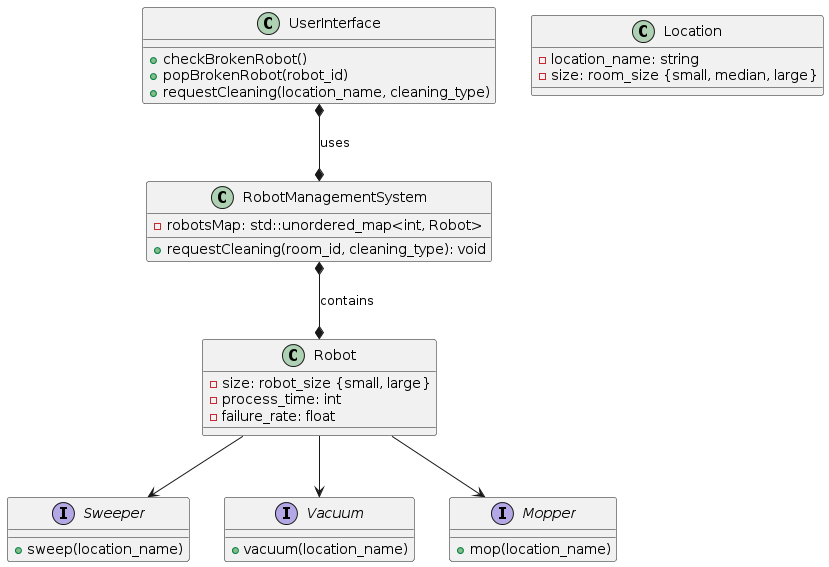 C UserInterface
checkBrokenRobot()
popBrokenRobot(robot_id)
requestCleaning(location_name, cleaning_type)
C Location
location_name: string
size: room_size {small, median, large}
uses
C RobotManagementSystem
robotsMap: std::unordered_map<int, Robot>
requestCleaning(room_id, cleaning_type): void
contains
C Robot
size: robot_size {small, large}
process_time: int
failure_rate: float
I Sweeper
sweep(location_name)
I Vacuum
vacuum(location_name)
I Mopper
mop(location_name)